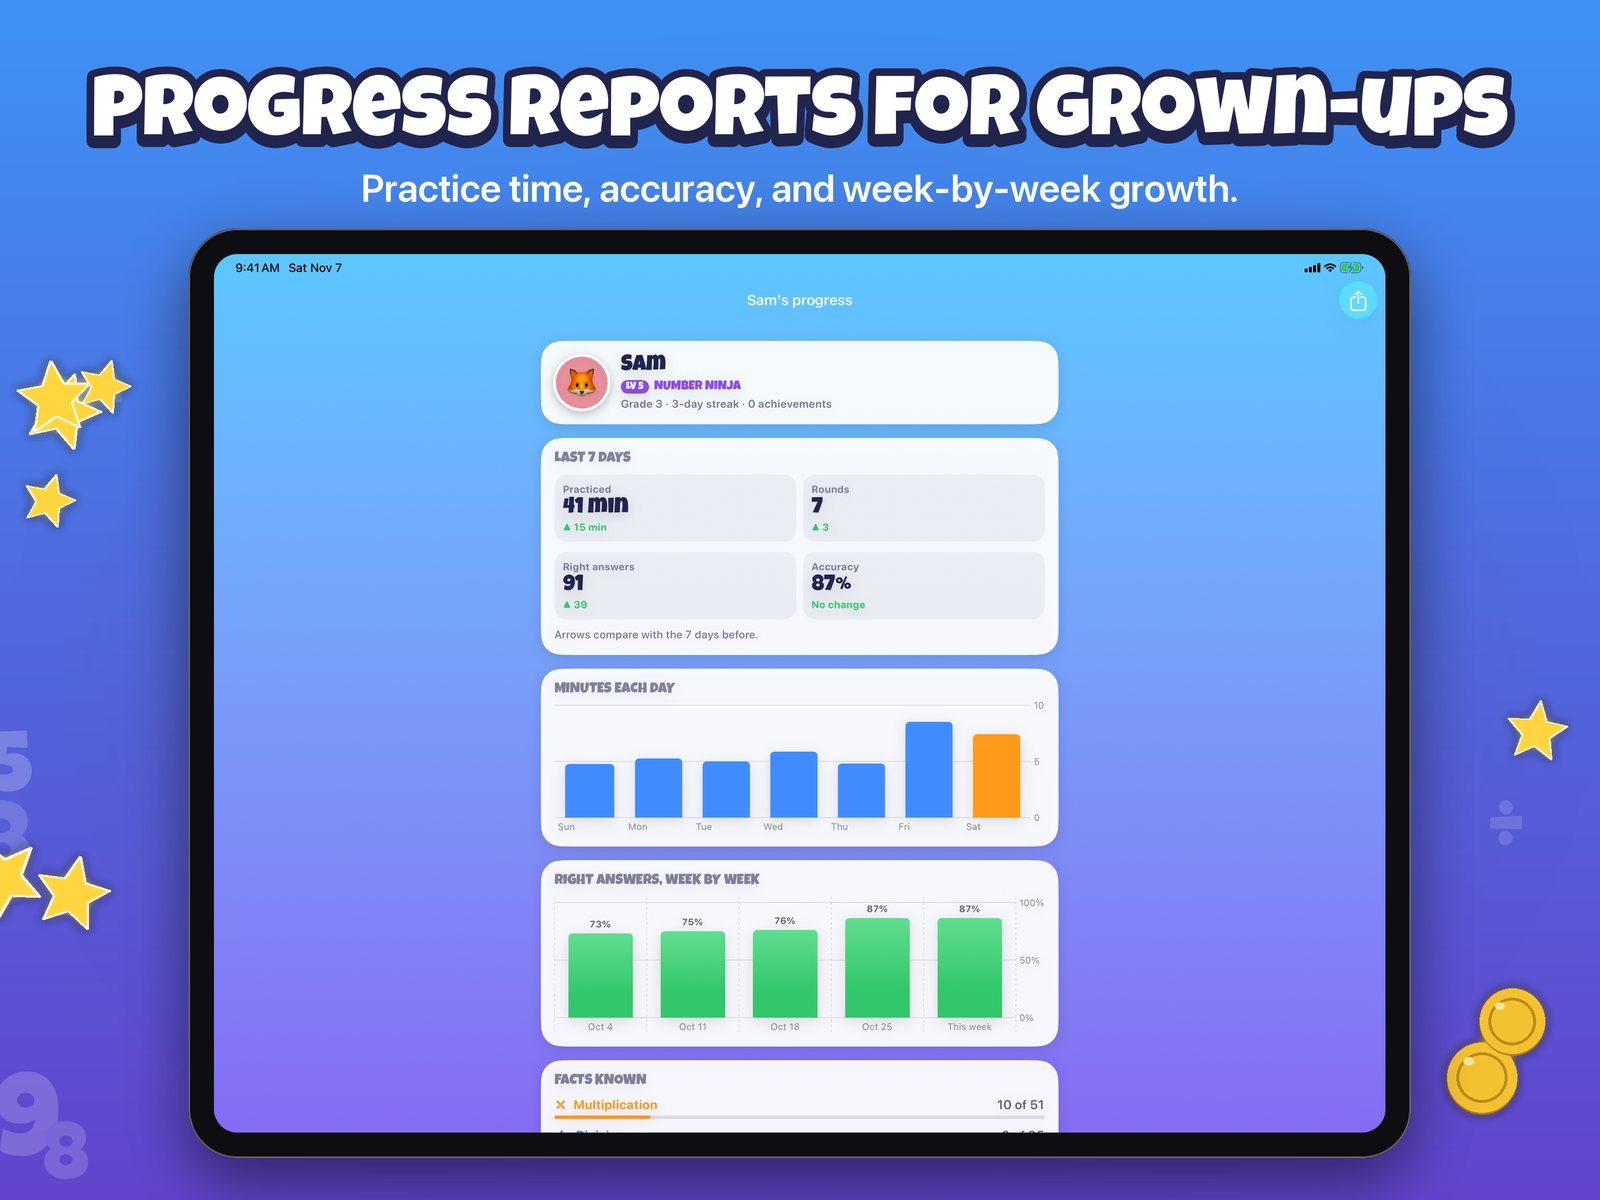 PROGRESS REPORTS FOR GROWN-UPS
Practice time, accuracy, and week-by-week growth.
9:41 AM Sat Nov 7
Sam's progress
SAM
LV 5 NUMBER NINJA
Grade 3 · 3-day streak · 0 achievements
LAST 7 DAYS
Practiced
41 min
▲ 15 min
Rounds
7
▲ 3
Right answers
91
▲ 39
Accuracy
87%
No change
Arrows compare with the 7 days before.
MINUTES EACH DAY
10
5
0
Sun Mon Tue Wed Thu Fri Sat
RIGHT ANSWERS, WEEK BY WEEK
100%
73% 75% 76% 87% 87%
50%
0%
Oct 4 Oct 11 Oct 18 Oct 25 This week
FACTS KNOWN
× Multiplication 10 of 51
5
8
÷
9
8